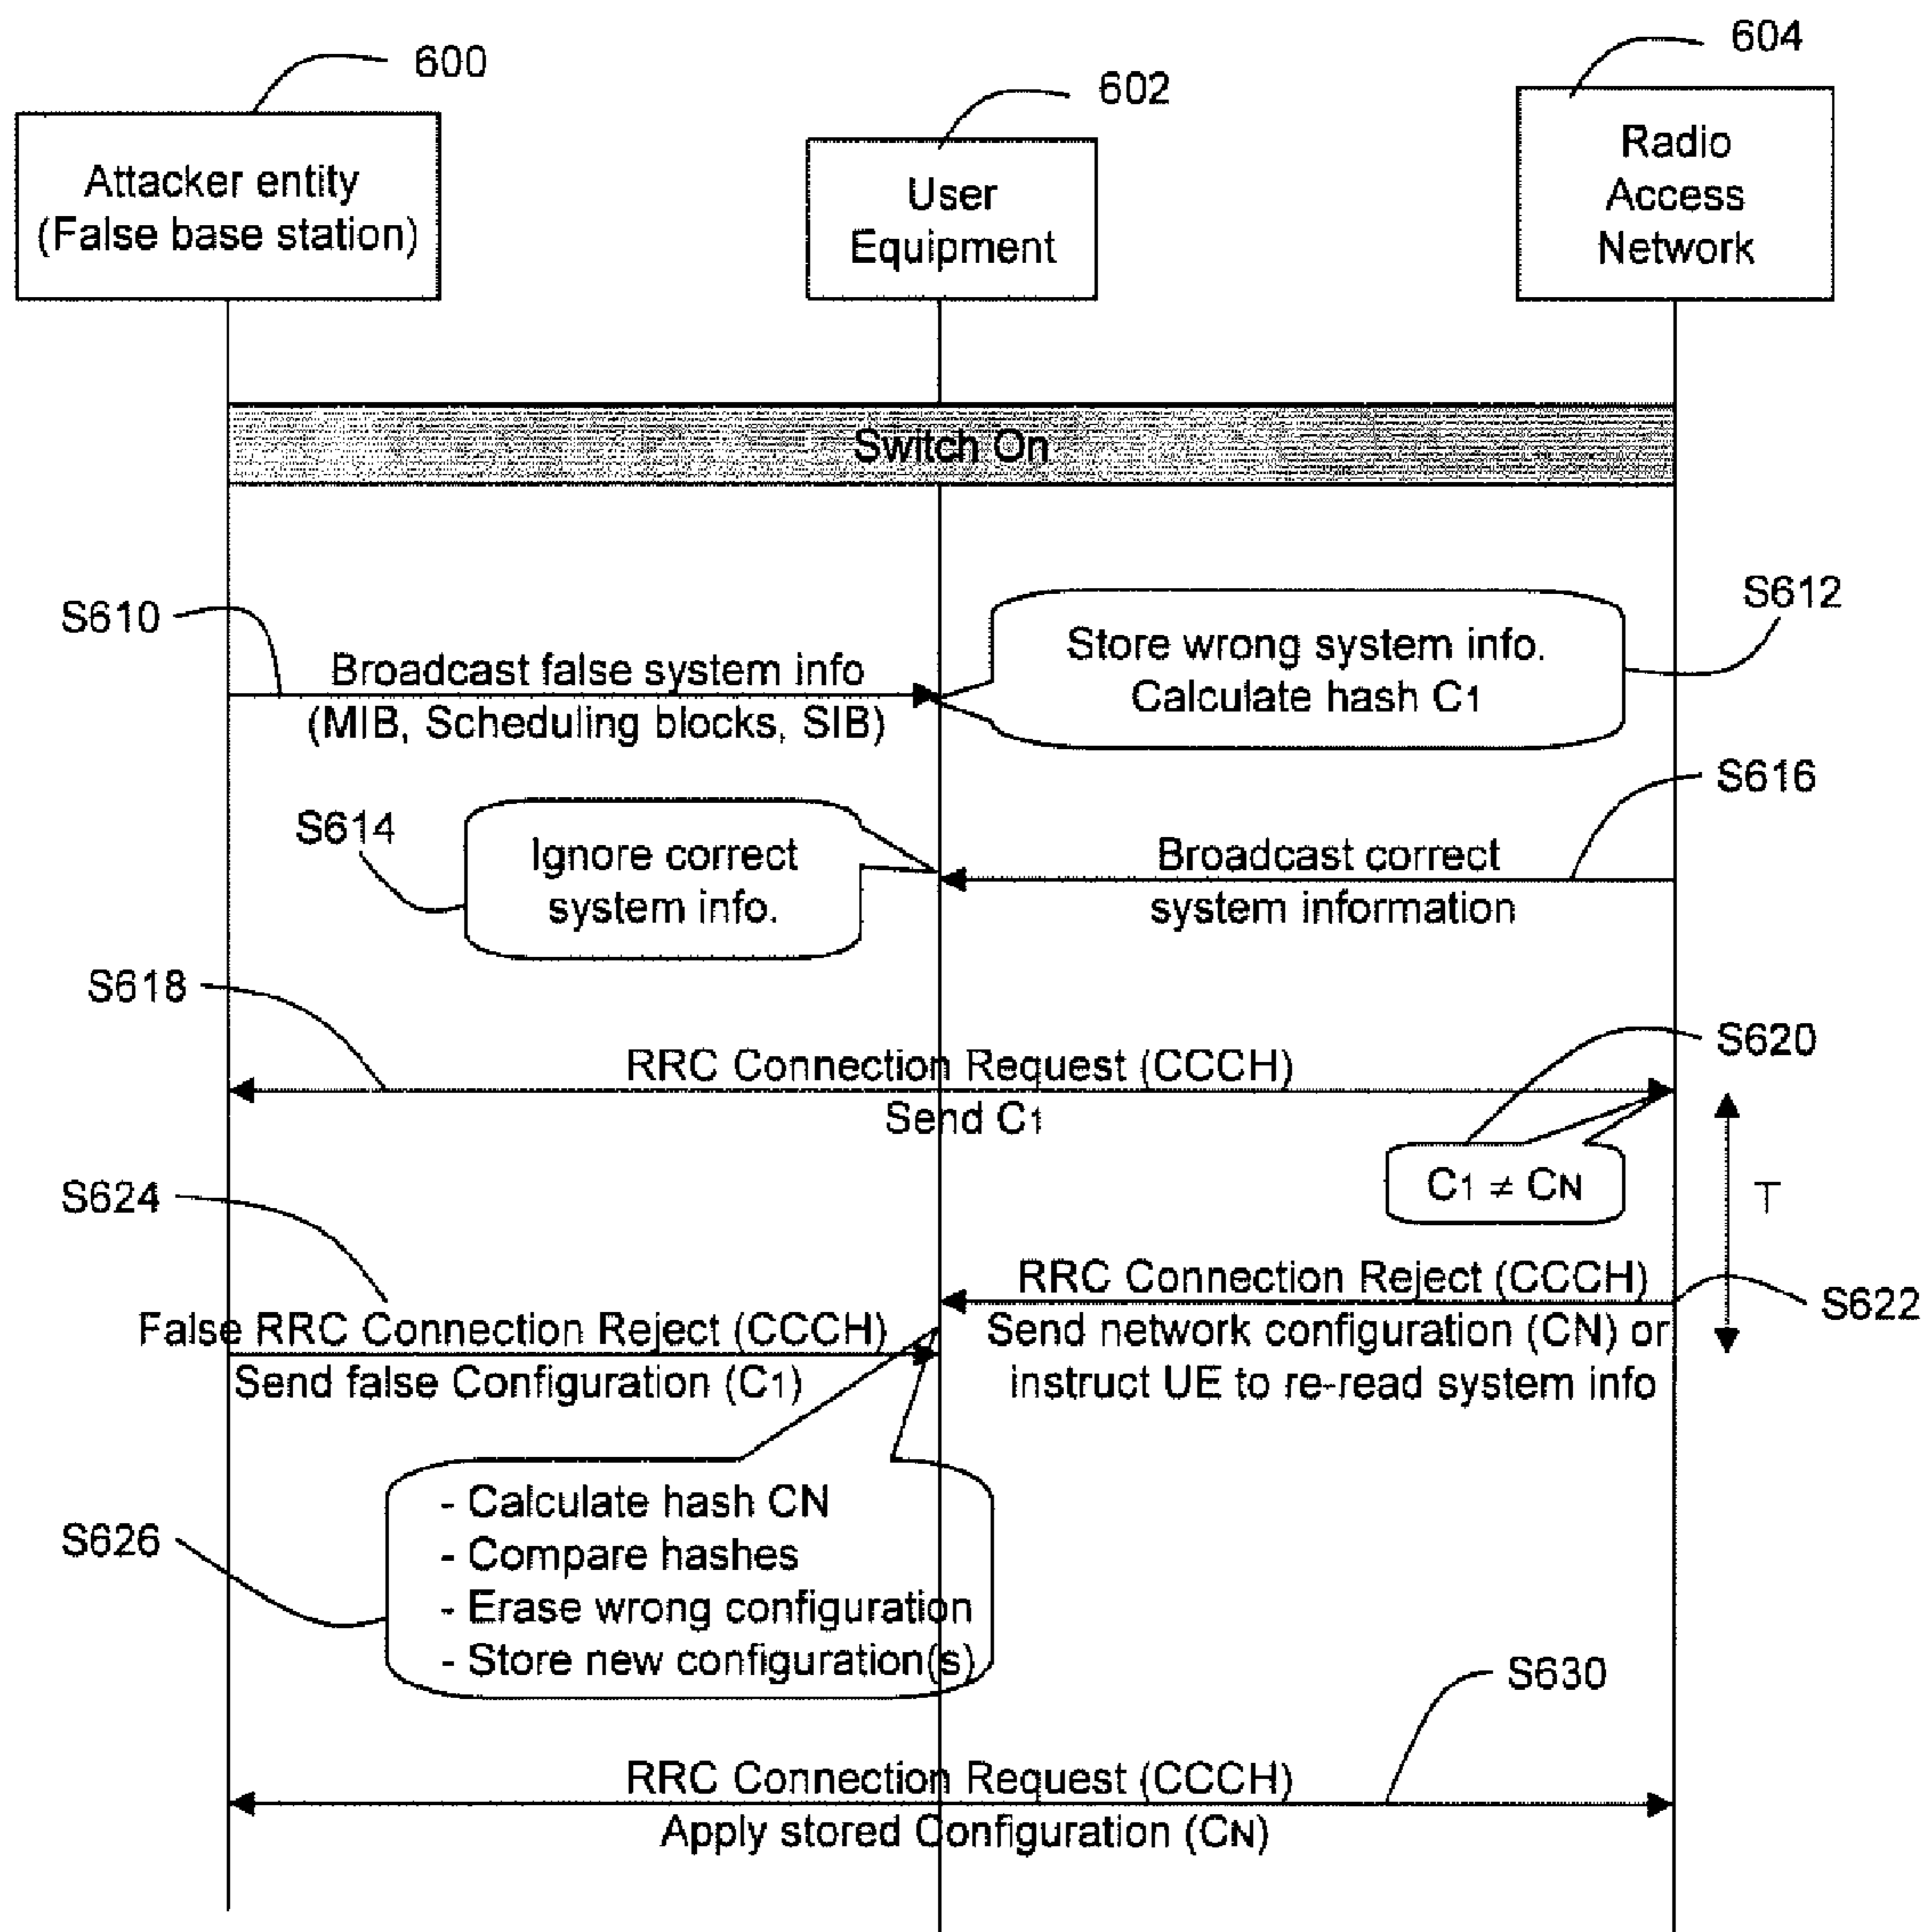 600
602
604
Attacker entity
(False base station)
User
Equipment
Radio
Access
Network
Switch On
S610
Broadcast false system info
(MIB, Scheduling blocks, SIB)
Store wrong system info.
Calculate hash C1
S612
S614
Ignore correct
system info.
S616
Broadcast correct
system information
S618
RRC Connection Request (CCCH)
Send C1
S620
C1 ≠ CN
T
S624
False RRC Connection Reject (CCCH)
Send false Configuration (C1)
RRC Connection Reject (CCCH)
Send network configuration (CN) or
instruct UE to re-read system info
S622
S626
- Calculate hash CN
- Compare hashes
- Erase wrong configuration
- Store new configuration(s)
S630
RRC Connection Request (CCCH)
Apply stored Configuration (CN)